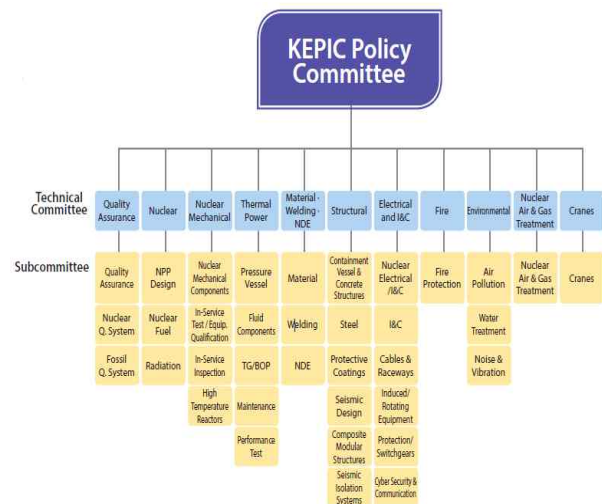 KEPIC Policy
Committee
Technical
Committee
Quality
Assurance
Nuclear
Nuclear
Mechanical
Thermal
Power
Material -
Welding -
NDE
Structural
Electrical
and I&C
Fire
Environmental
Nuclear
Air & Gas
Treatment
Cranes
Subcommittee
Quality
Assurance
NPP
Design
Nuclear
Mechanical
Components
Pressure
Vessel
Material
Containment
Vessel &
Concrete
Structures
Nuclear
Electrical
/I&C
Fire
Protection
Air
Pollution
Nuclear
Air & Gas
Treatment
Cranes
Nuclear
Q. System
Nuclear
Fuel
In-Service
Test / Equip.
Qualification
Fluid
Components
Welding
Steel
I&C
Water
Treatment
Fossil
Q. System
Radiation
In-Service
Inspection
TG/BOP
NDE
Protective
Coatings
Cables &
Raceways
Noise &
Vibration
High
Temperature
Reactors
Maintenance
Seismic
Design
Induced/
Rotating
Equipment
Performance
Test
Composite
Modular
Structures
Protection/
Switchgears
Seismic
Isolation
Systems
Cyber Security &
Communication